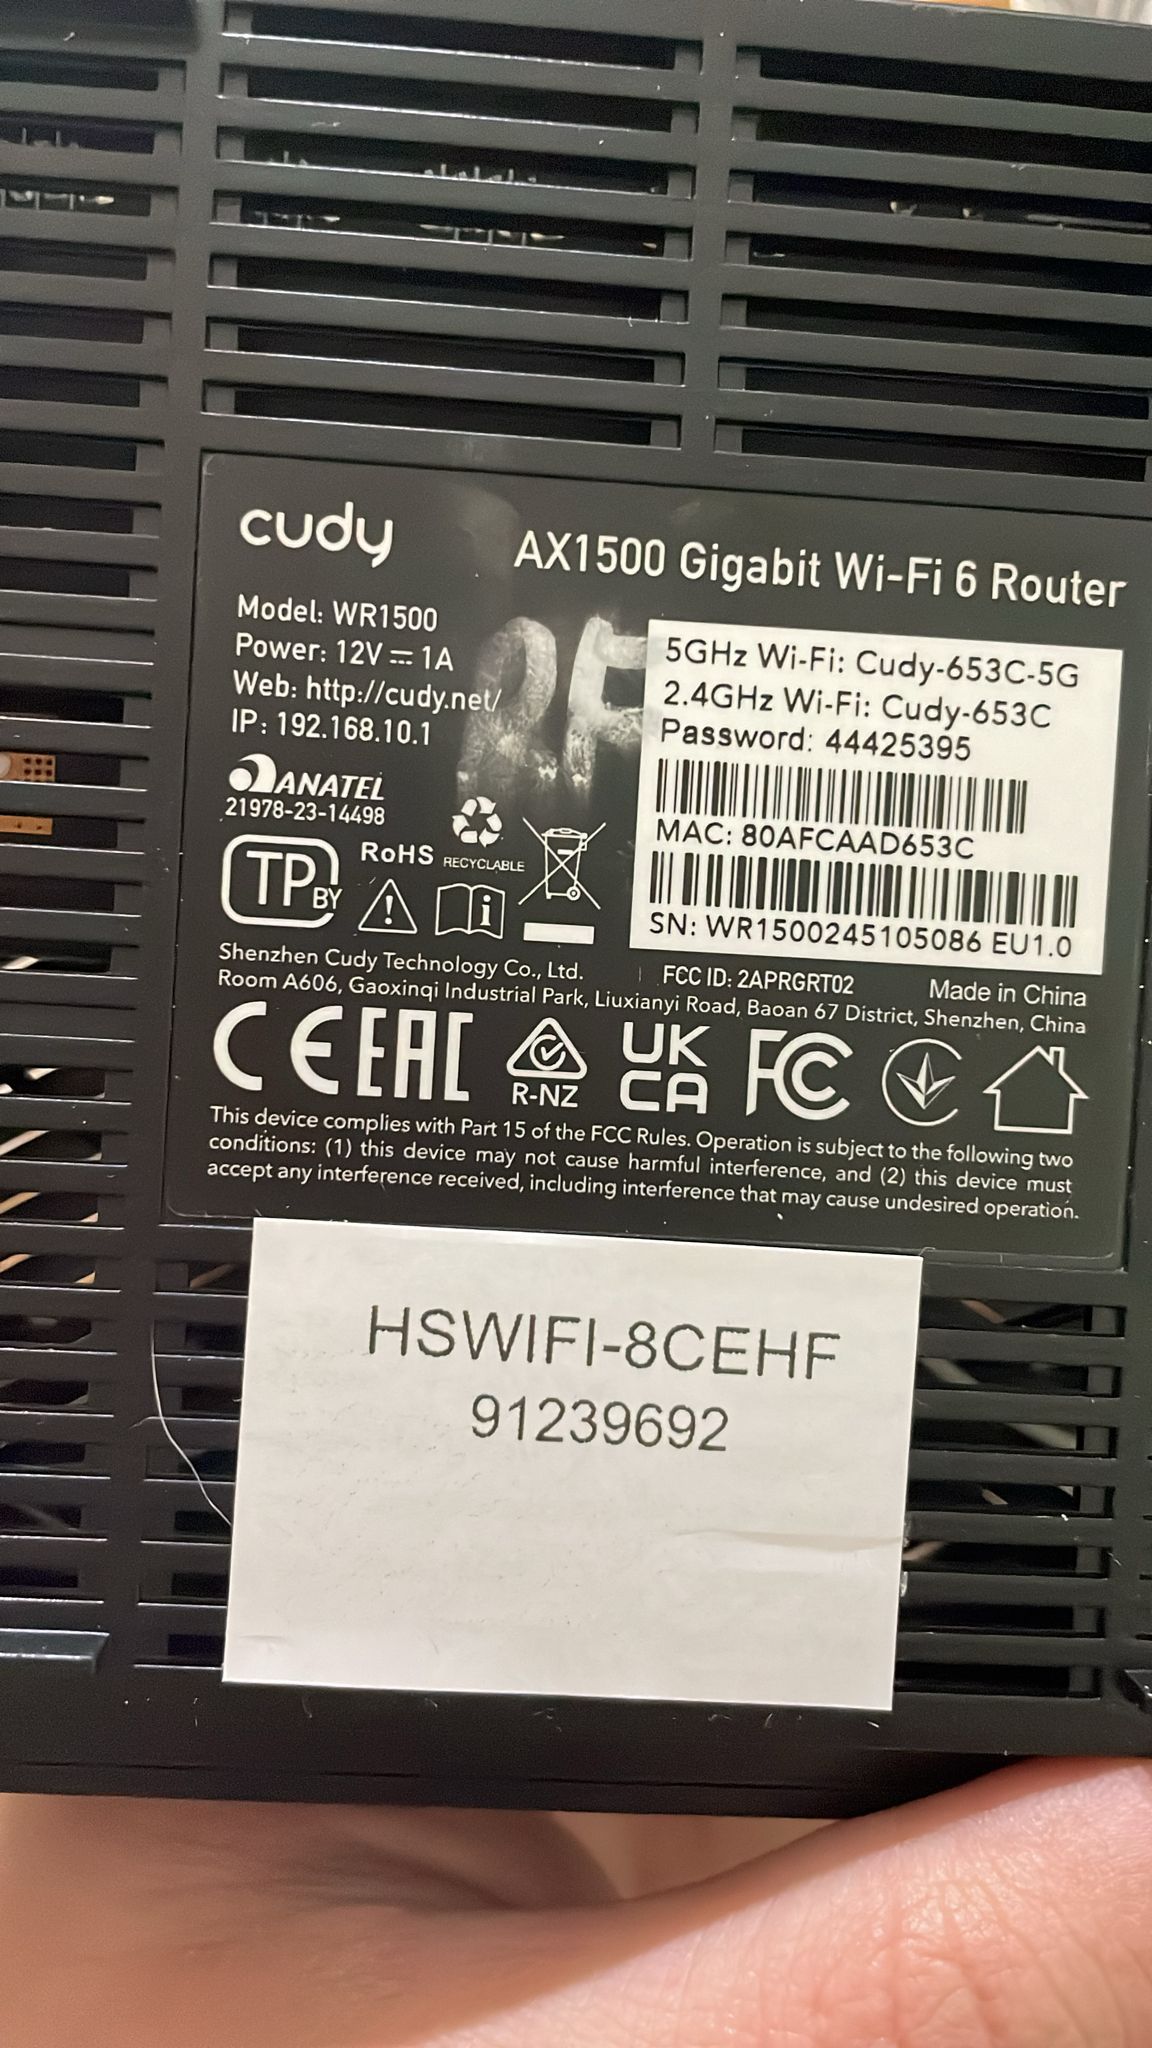 cudy
AX1500 Gigabit Wi-Fi 6 Router
Model: WR1500
Power: 12V ⎓ 1A
Web: http://cudy.net/
IP: 192.168.10.1
5GHz Wi-Fi: Cudy-653C-5G
2.4GHz Wi-Fi: Cudy-653C
Password: 44425395
MAC: 80AFCAAD653C
SN: WR1500245105086 EU1.0
ANATEL
21978-23-14498
TP BY
RoHS
RECYCLABLE
Shenzhen Cudy Technology Co., Ltd.
FCC ID: 2APRGRT02
Made in China
Room A606, Gaoxinqi Industrial Park, Liuxianyi Road, Baoan 67 District, Shenzhen, China
CE EAC
R-NZ
UK
CA
FC
This device complies with Part 15 of the FCC Rules. Operation is subject to the following two
conditions: (1) this device may not cause harmful interference, and (2) this device must
accept any interference received, including interference that may cause undesired operation.
HSWIFI-8CEHF
91239692